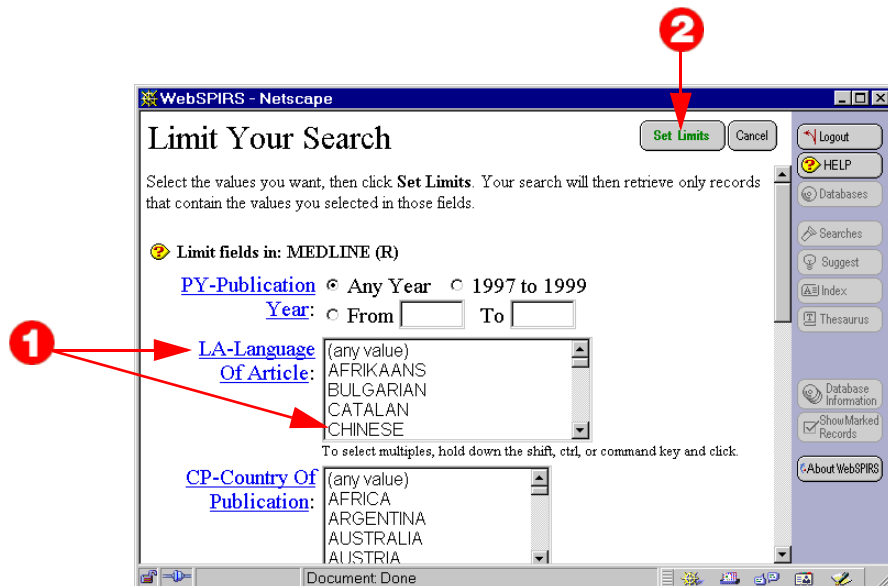 2
WebSPIRS - Netscape
Limit Your Search
Set Limits
Cancel
Select the values you want, then click Set Limits. Your search will then retrieve only records
that contain the values you selected in those fields.
Limit fields in: MEDLINE (R)
PY-Publication Year:
Any Year
1997 to 1999
From
To
1
LA-Language Of Article:
(any value)
AFRIKAANS
BULGARIAN
CATALAN
CHINESE
To select multiples, hold down the shift, ctrl, or command key and click.
CP-Country Of Publication:
(any value)
AFRICA
ARGENTINA
AUSTRALIA
AUSTRIA
Logout
HELP
Databases
Searches
Suggest
Index
Thesaurus
Database
Information
Show Marked
Records
About WebSPIRS
Document: Done